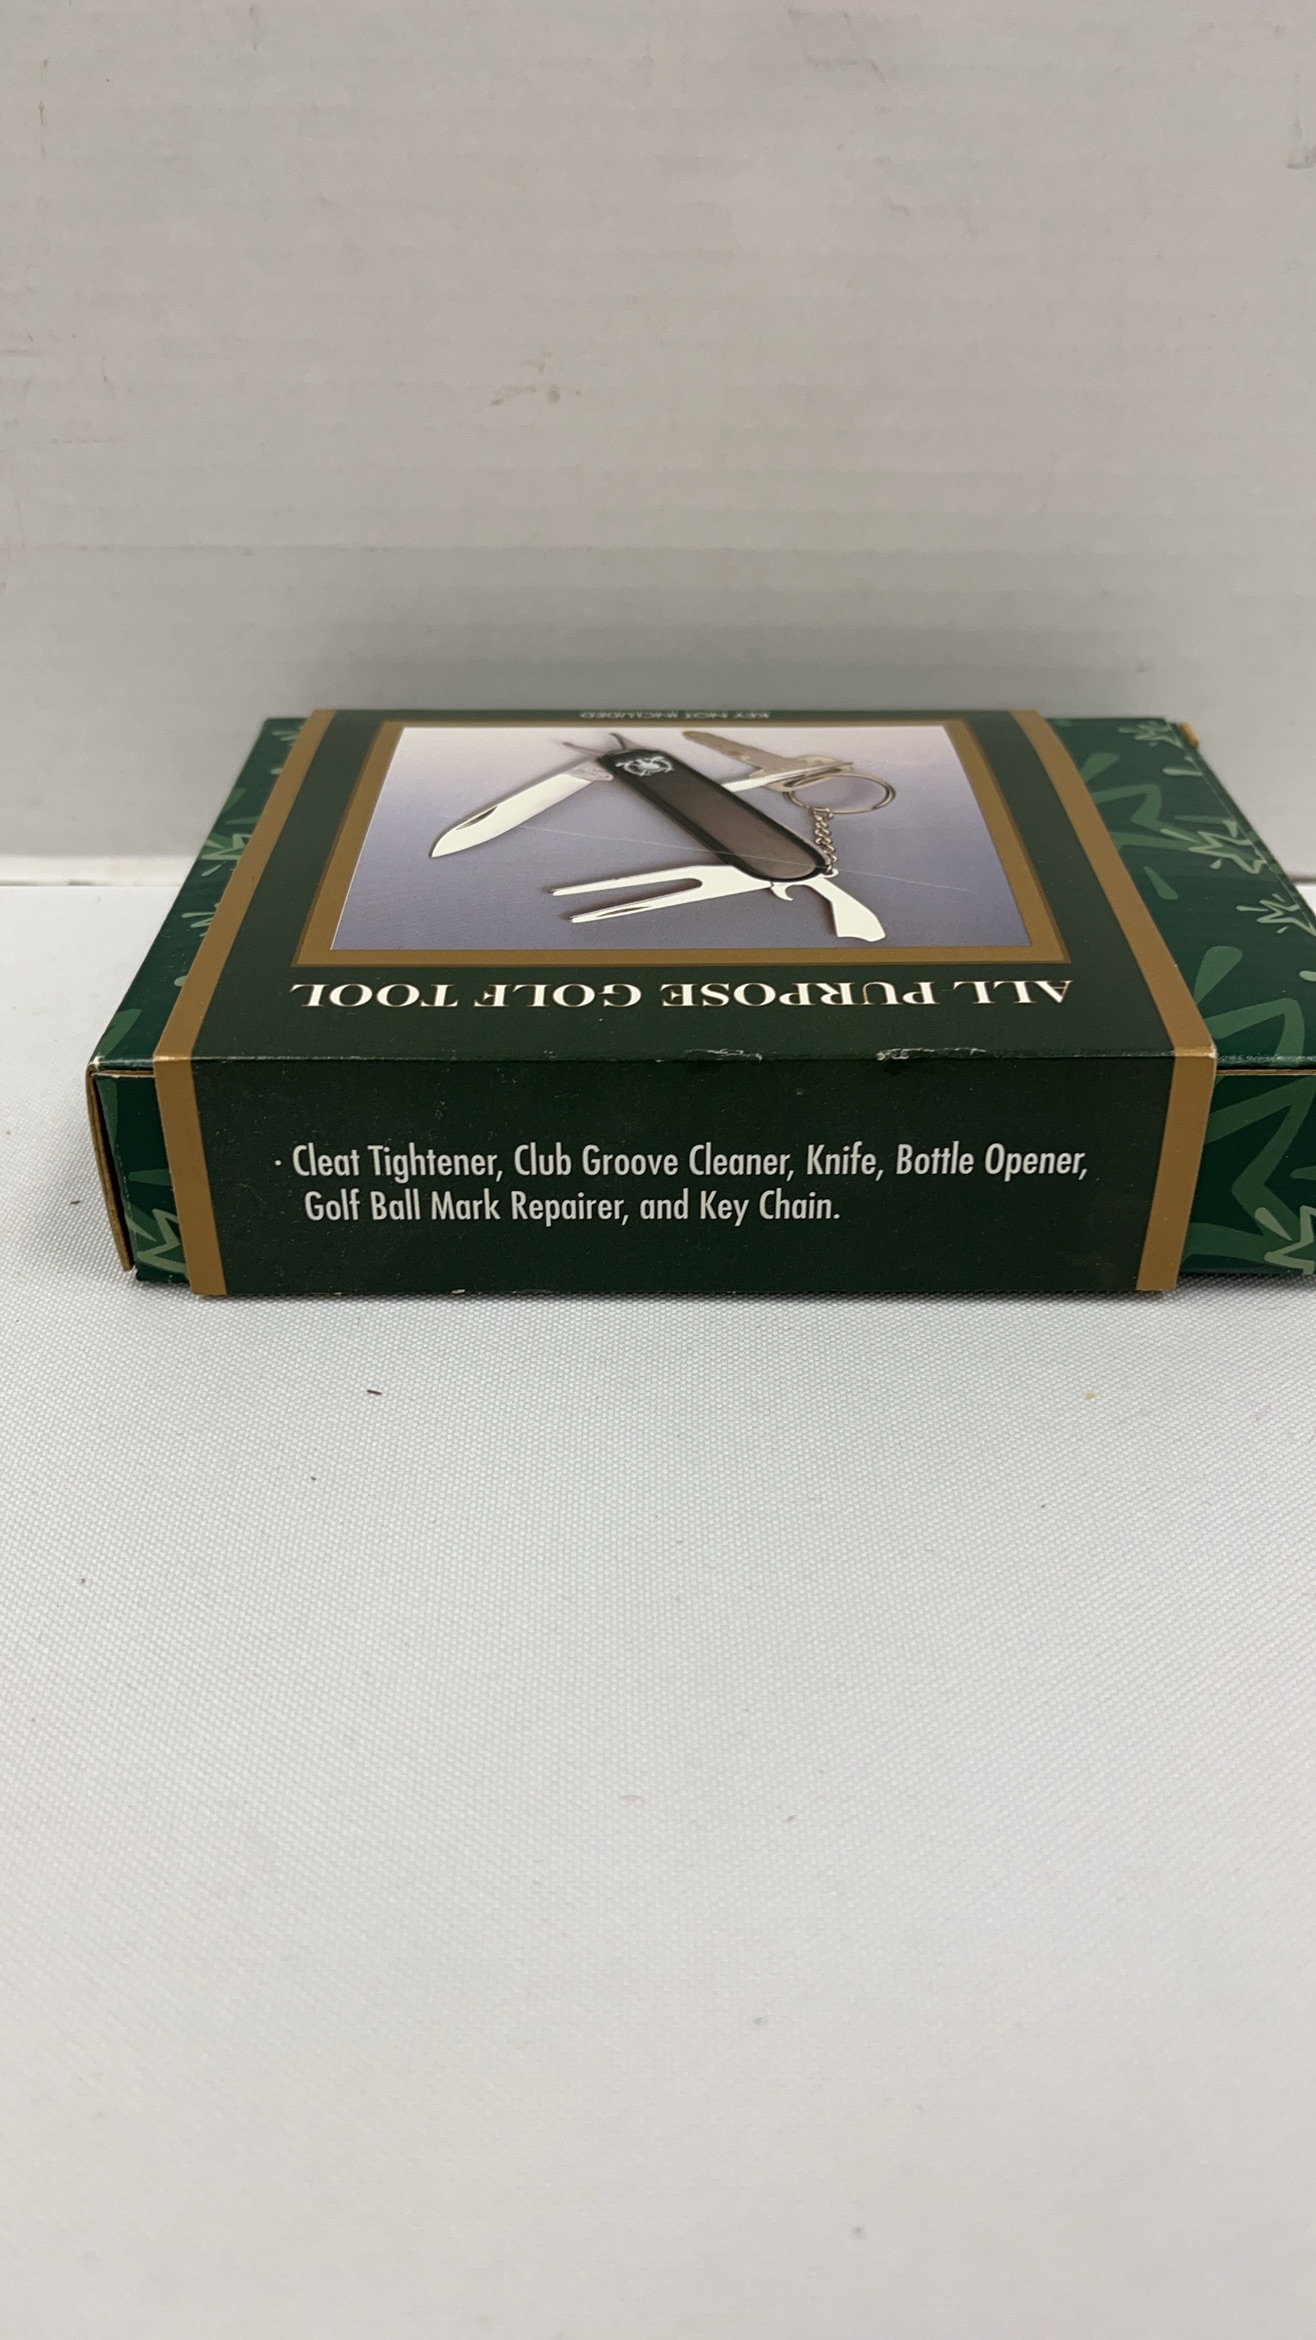 KEY NOT INCLUDED
ALL PURPOSE GOLF TOOL
· Cleat Tightener, Club Groove Cleaner, Knife, Bottle Opener,
Golf Ball Mark Repairer, and Key Chain.